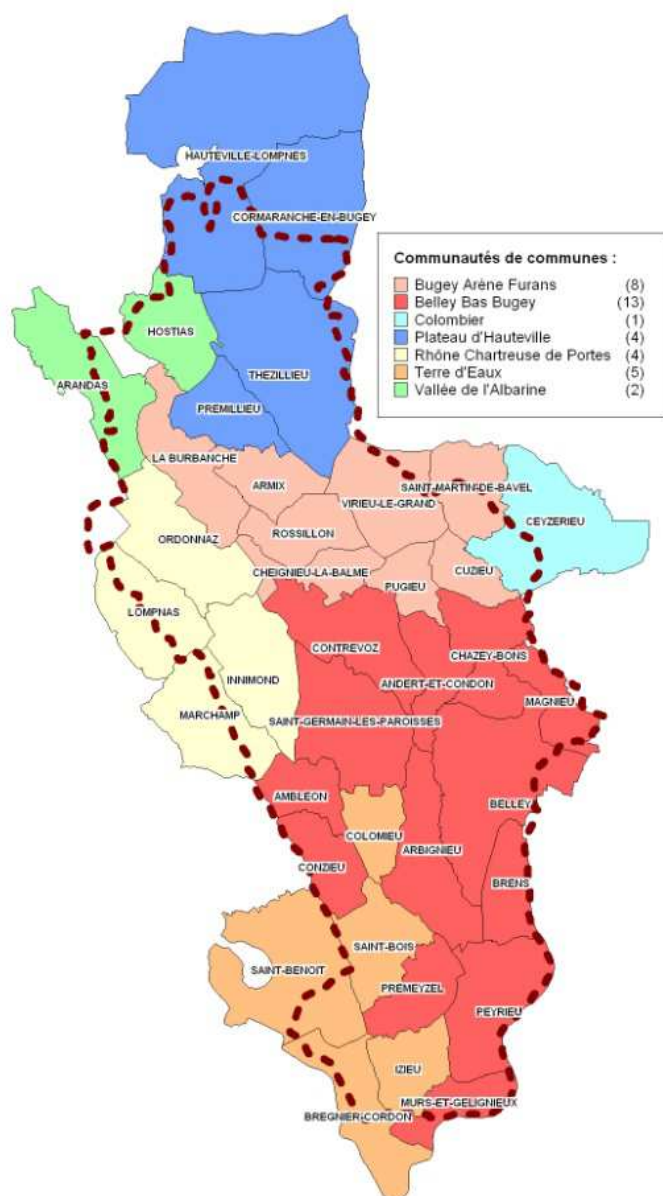 HAUTEVILLE-LOMPNES
CORMARANCHE-EN-BUGEY
Communautés de communes :
Bugey Arène Furans (8)
Belley Bas Bugey (13)
Colombier (1)
Plateau d'Hauteville (4)
Rhône Chartreuse de Portes (4)
Terre d'Eaux (5)
Vallée de l'Albarine (2)
HOSTIAS
THEZILLIEU
ARANDAS
PREMILLIEU
LA BURBANCHE
ARMIX
SAINT-MARTIN-DE-BAVEL
VIRIEU-LE-GRAND
CEYZERIEU
ROSSILLON
ORDONNAZ
CHEIGNIEU-LA-BALME
CUZIEU
PUGIEU
LOMPNAS
CONTREVOZ
CHAZEY-BONS
INNIMOND
ANDERT-ET-CONDON
MAGNIEU
MARCHAMP
SAINT-GERMAIN-LES-PAROISSES
AMBLEON
BELLEY
COLOMIEU
ARBIGNIEU
CONZIEU
BRENS
SAINT-BOIS
SAINT-BENOIT
PREMEYZEL
PEYRIEU
IZIEU
MURS-ET-GELIGNIEUX
BREGNIER-CORDON